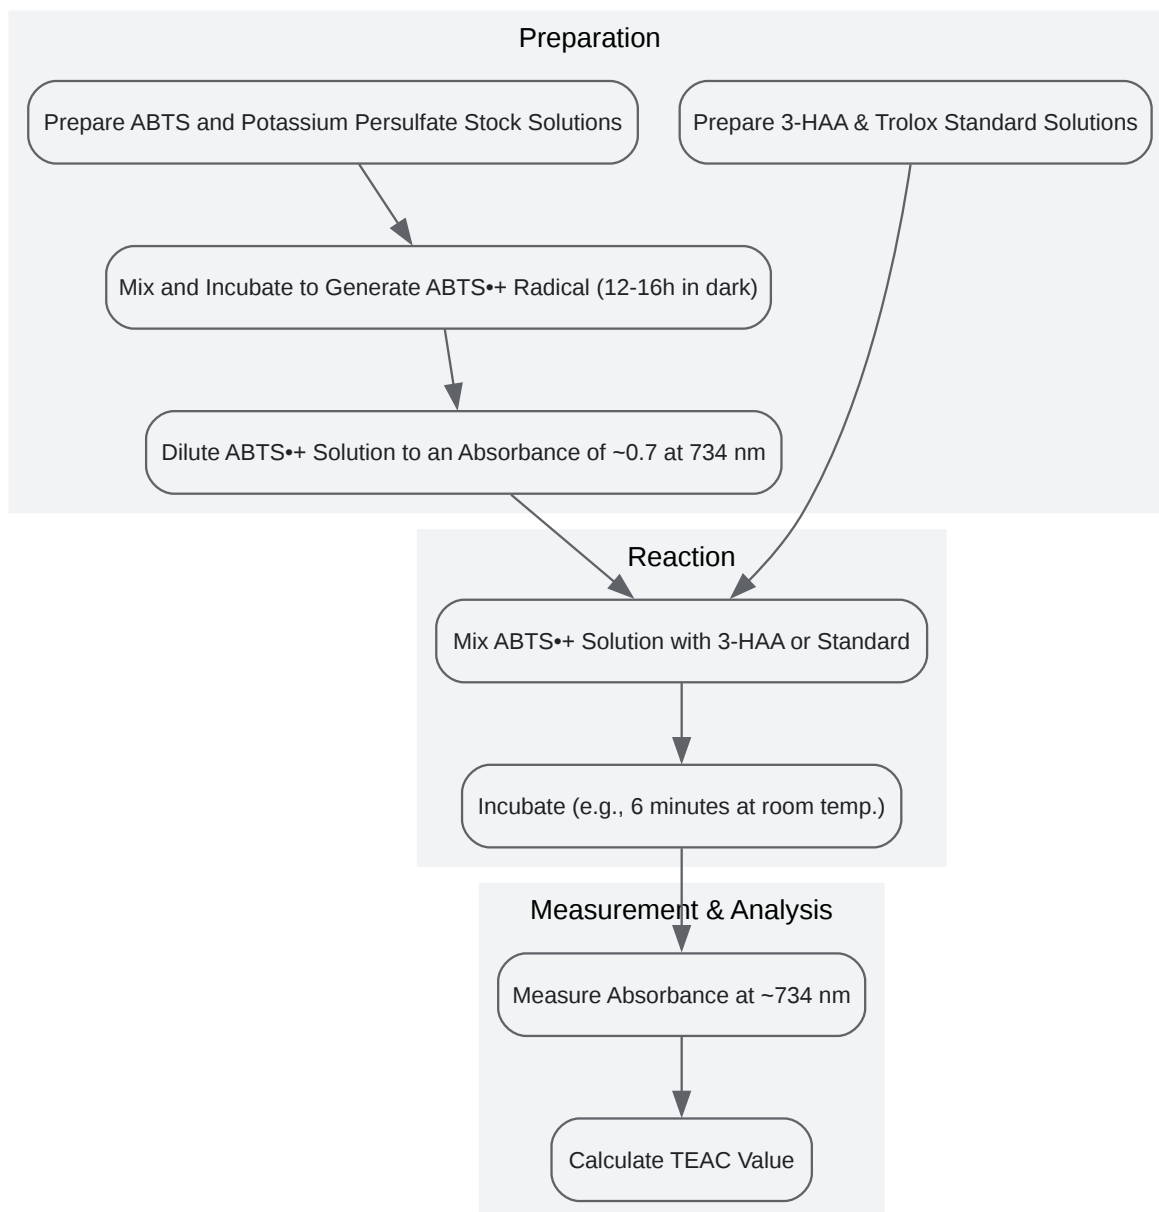 Preparation
Prepare ABTS and Potassium Persulfate Stock Solutions
Prepare 3-HAA & Trolox Standard Solutions
Mix and Incubate to Generate ABTS•+ Radical (12-16h in dark)
Dilute ABTS•+ Solution to an Absorbance of ~0.7 at 734 nm
Reaction
Mix ABTS•+ Solution with 3-HAA or Standard
Incubate (e.g., 6 minutes at room temp.)
Measurement & Analysis
Measure Absorbance at ~734 nm
Calculate TEAC Value